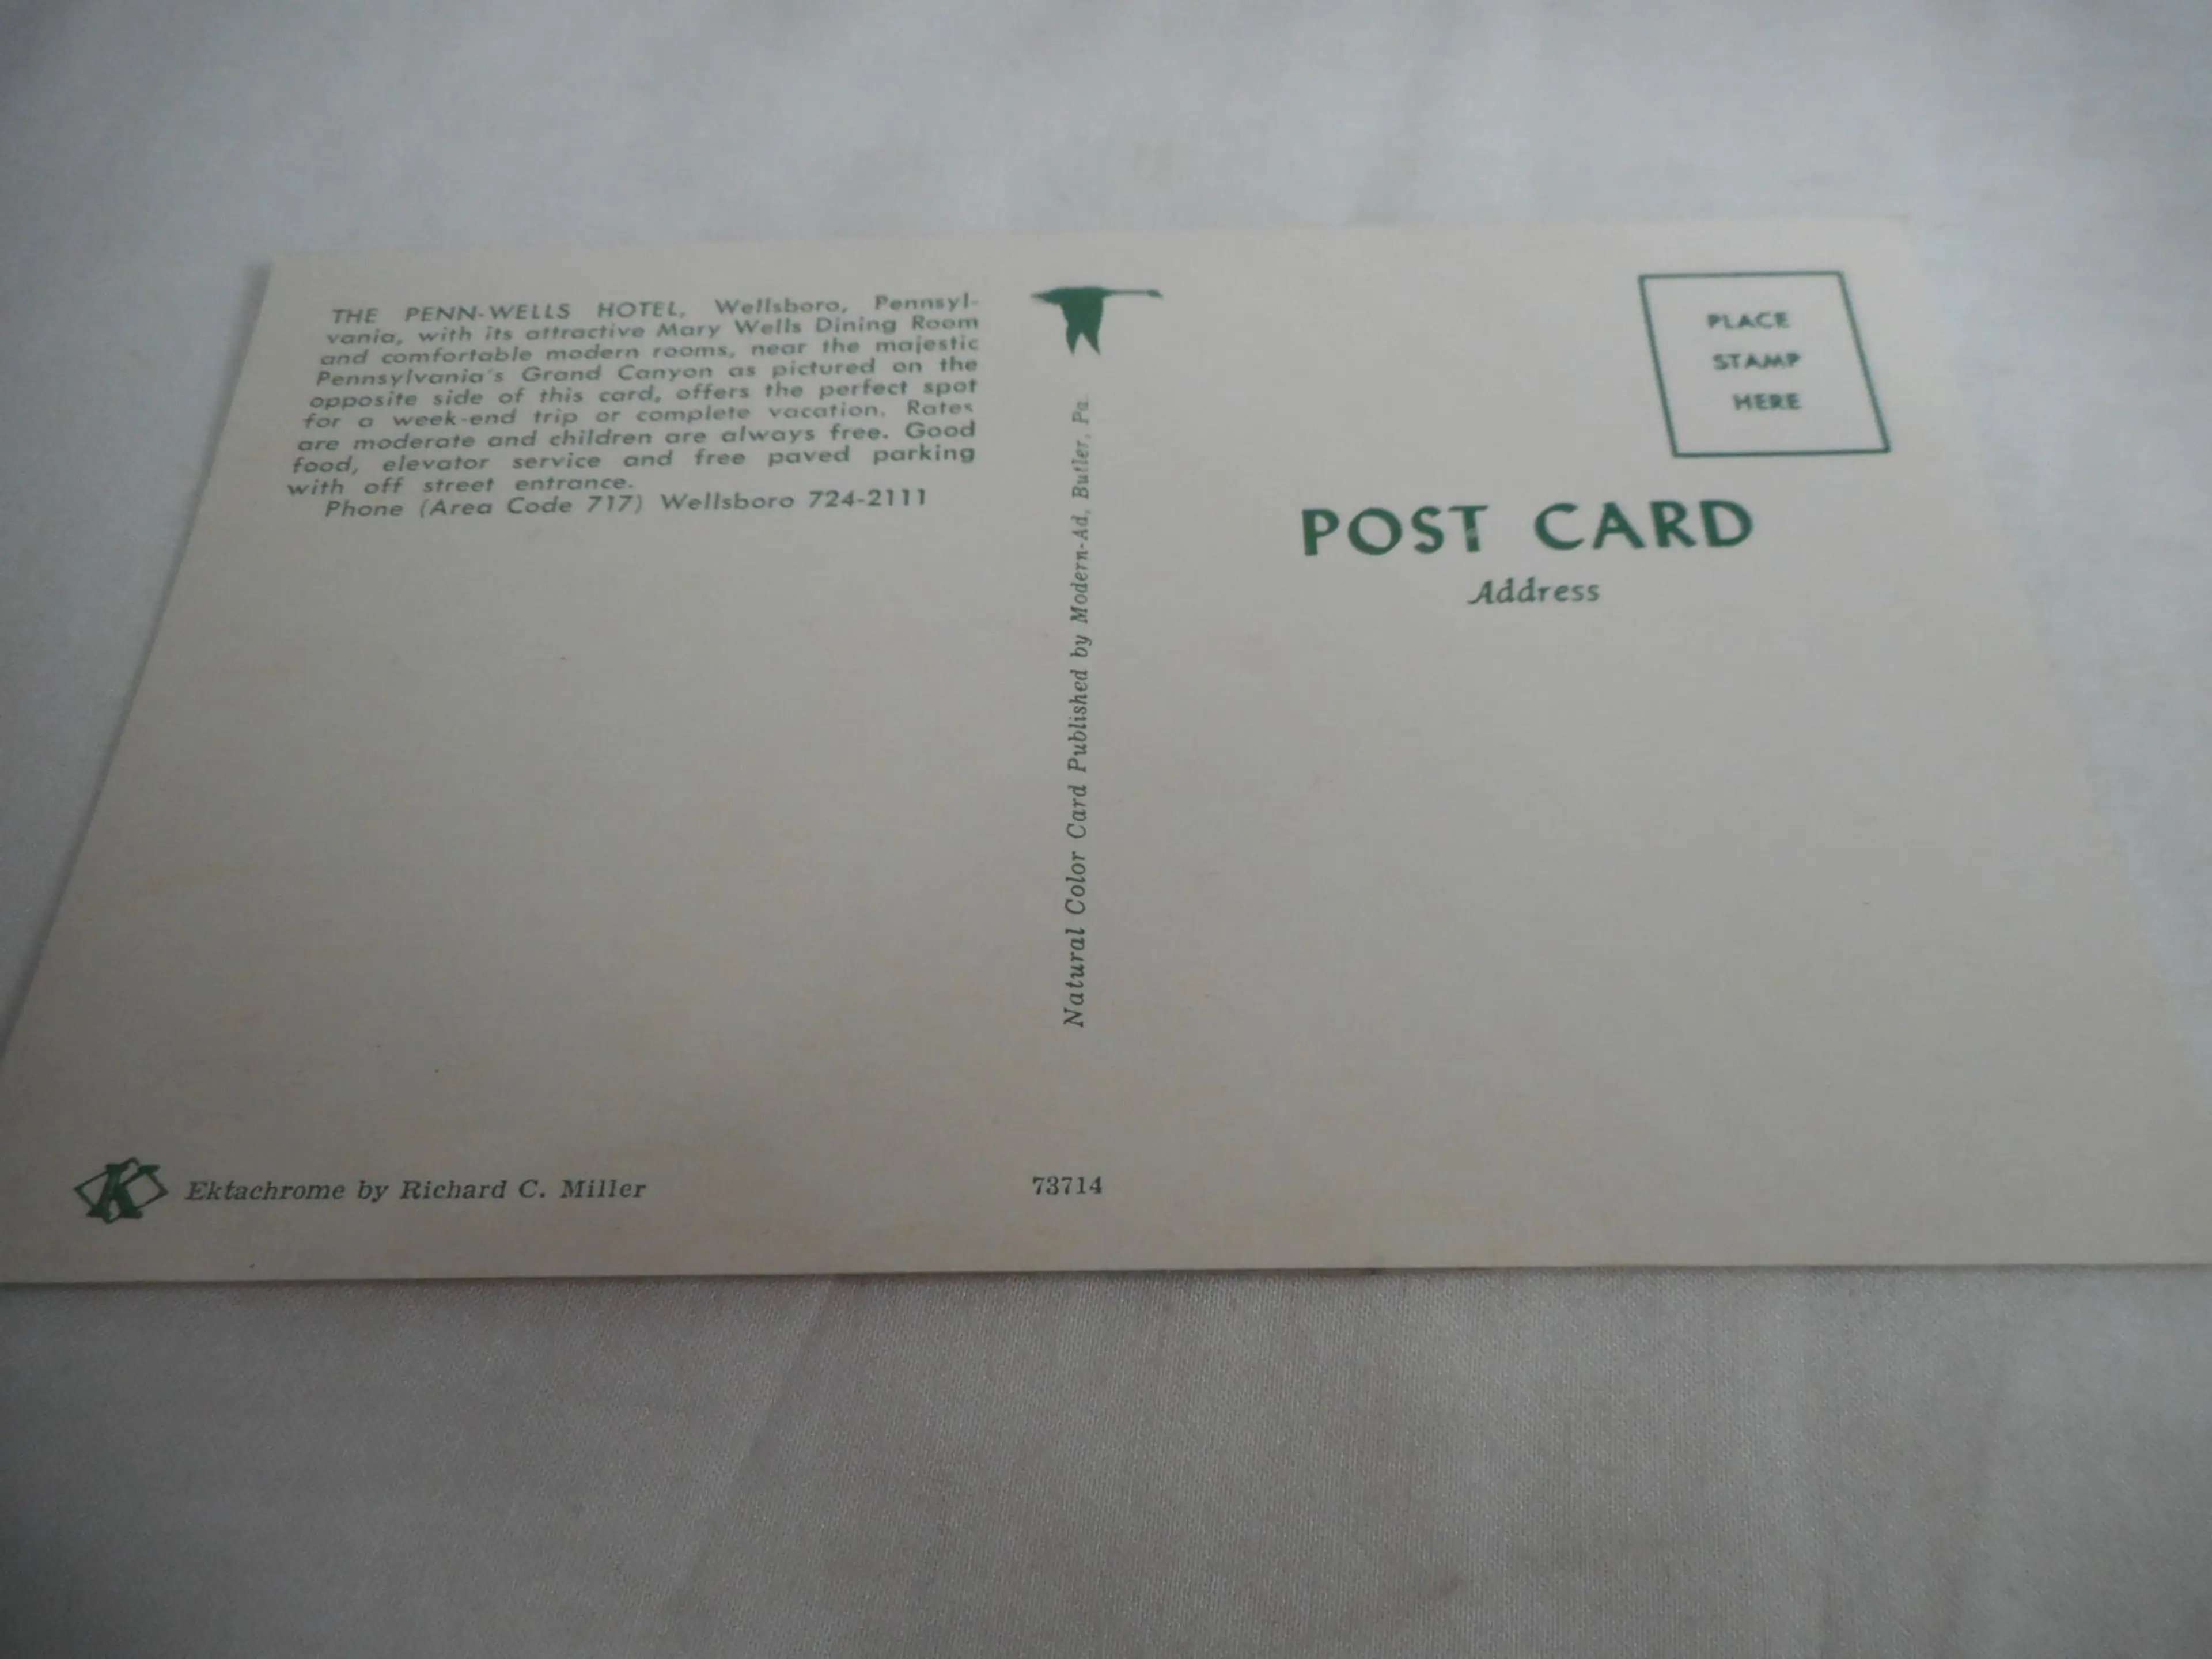 THE PENN-WELLS HOTEL, Wellsboro, Pennsyl-
vania, with its attractive Mary Wells Dining Room
and comfortable modern rooms, near the majestic
Pennsylvania's Grand Canyon as pictured on the
opposite side of this card, offers the perfect spot
for a week-end trip or complete vacation. Rates
are moderate and children are always free. Good
food, elevator service and free paved parking
with off street entrance.
Phone (Area Code 717) Wellsboro 724-2111
Natural Color Card Published by Modern-Ad, Butler, Pa.
PLACE
STAMP
HERE
POST CARD
Address
K
Ektachrome by Richard C. Miller
73714